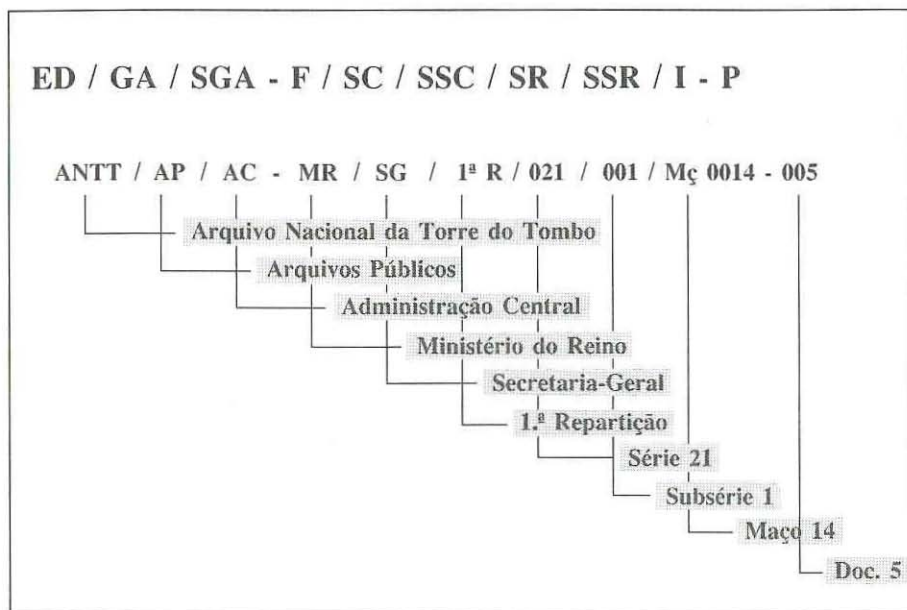 ED / GA / SGA - F / SC / SSC / SR / SSR / I - P
ANTT / AP / AC - MR / SG / 1ª R / 021 / 001 / Mç 0014 - 005
Arquivo Nacional da Torre do Tombo
Arquivos Públicos
Administração Central
Ministério do Reino
Secretaria-Geral
1.ª Repartição
Série 21
Subsérie 1
Maço 14
Doc. 5